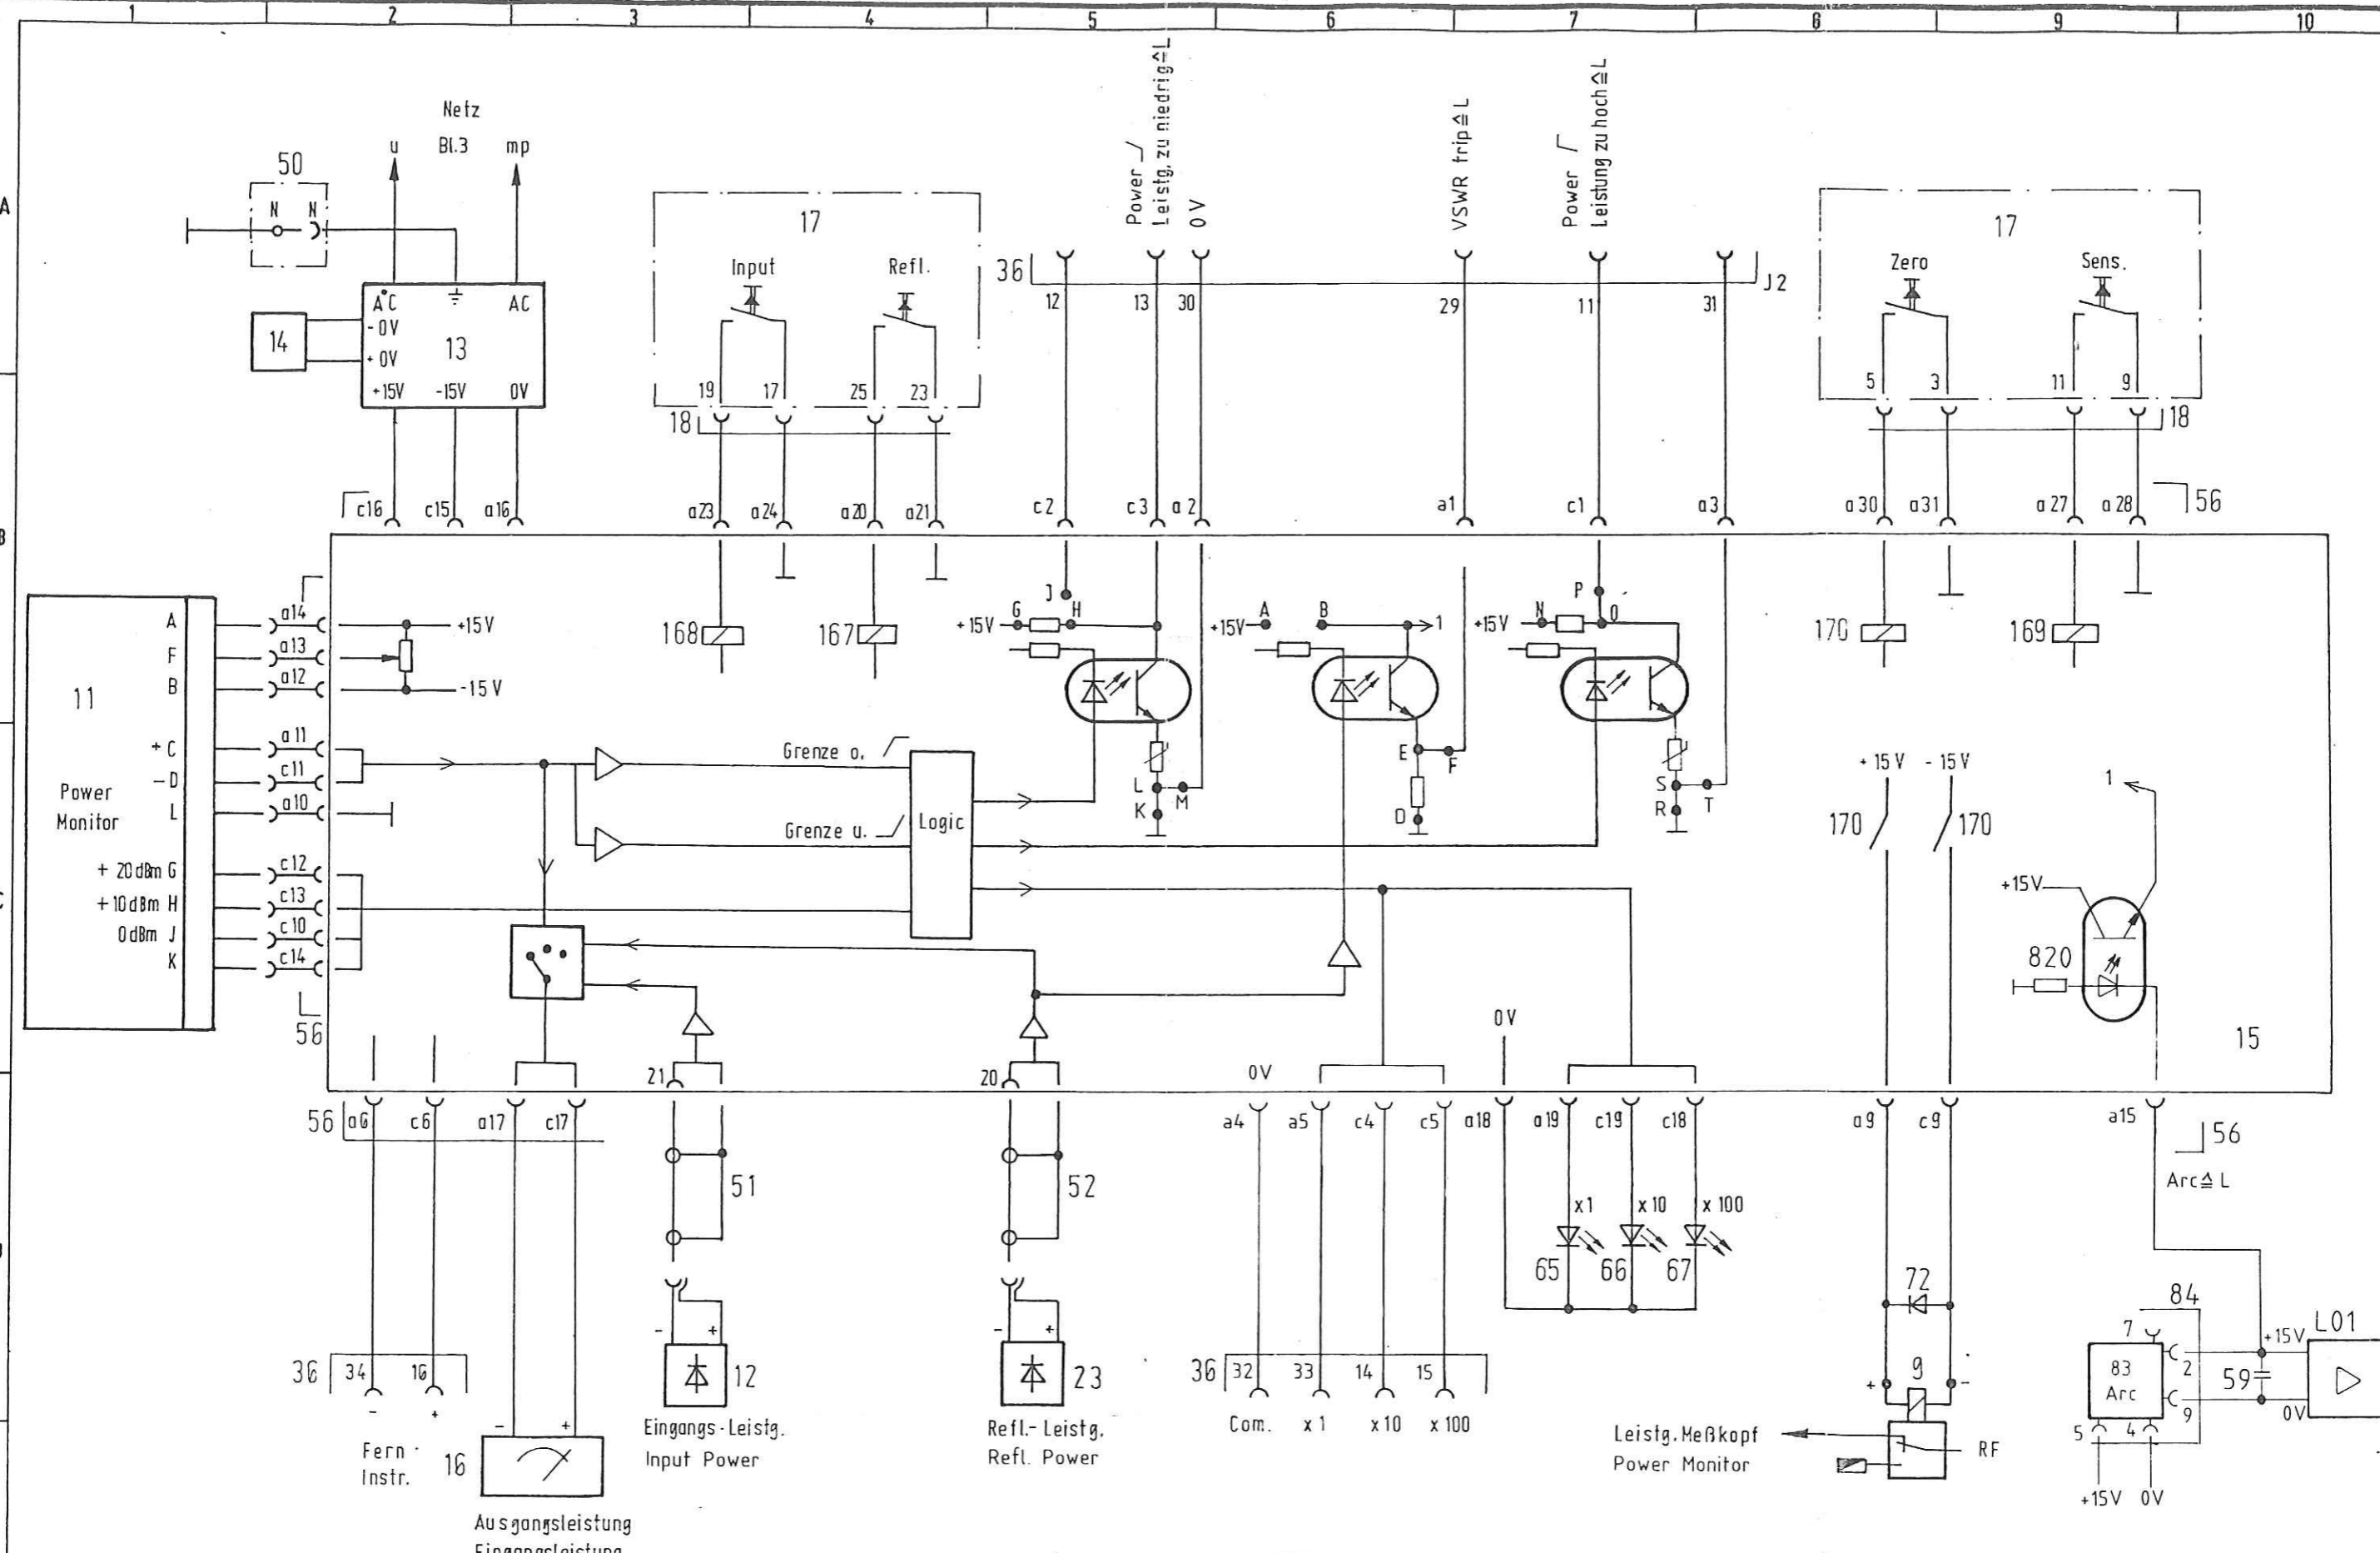 1 2 3 4 5 6 7 8 9 10
A
B
Netz
Bl.3
u mp
50
N N
AC AC
-0V
+0V
14
13
+15V -15V 0V
c16 c15 a16
17
Input Refl.
19 17 25 23
18
a23 a24 a20 a21
Power
Leistg. zu niedrig≙L
0V
VSWR trip≙L
Power
Leistung zu hoch≙L
36
J2
12 13 30 29 11 31
c2 c3 a2 a1 c1 a3
17
Zero Sens.
5 3 11 9
18
a30 a31 a27 a28
56
11
Power
Monitor
A
F
B
+C
-D
L
+20dBm G
+10dBm H
0dBm J
K
a14
a13
a12
a11
c11
a10
c12
c13
c10
c14
56
+15V
-15V
168 167
J
+15V G H
L M
K
+15V A B 1
E F
D
+15V N P O
S T
R
170 169
Grenze o.
Grenze u.
Logic
+15V -15V
170 170
1
+15V
820
15
21
20
0V
0V
56
a6 c6 a17 c17
a4 a5 c4 c5 a18 a19 c19 c18
a9 c9 a15
56
Arc≙L
51
52
x1 x10 x100
65 66 67
72
84
36 34 16
- +
Fern-
Instr.
16
- +
Ausgangsleistung
Eingangsleistung
- +
12
Eingangs-Leistg.
Input Power
- +
23
Refl.-Leistg.
Refl. Power
36 32 33 14 15
Com. x1 x10 x100
9
+ -
Leistg.Meßkopf
Power Monitor
RF
7
83
Arc
2
9
5 4
+15V 0V
59
+15V
0V
L01